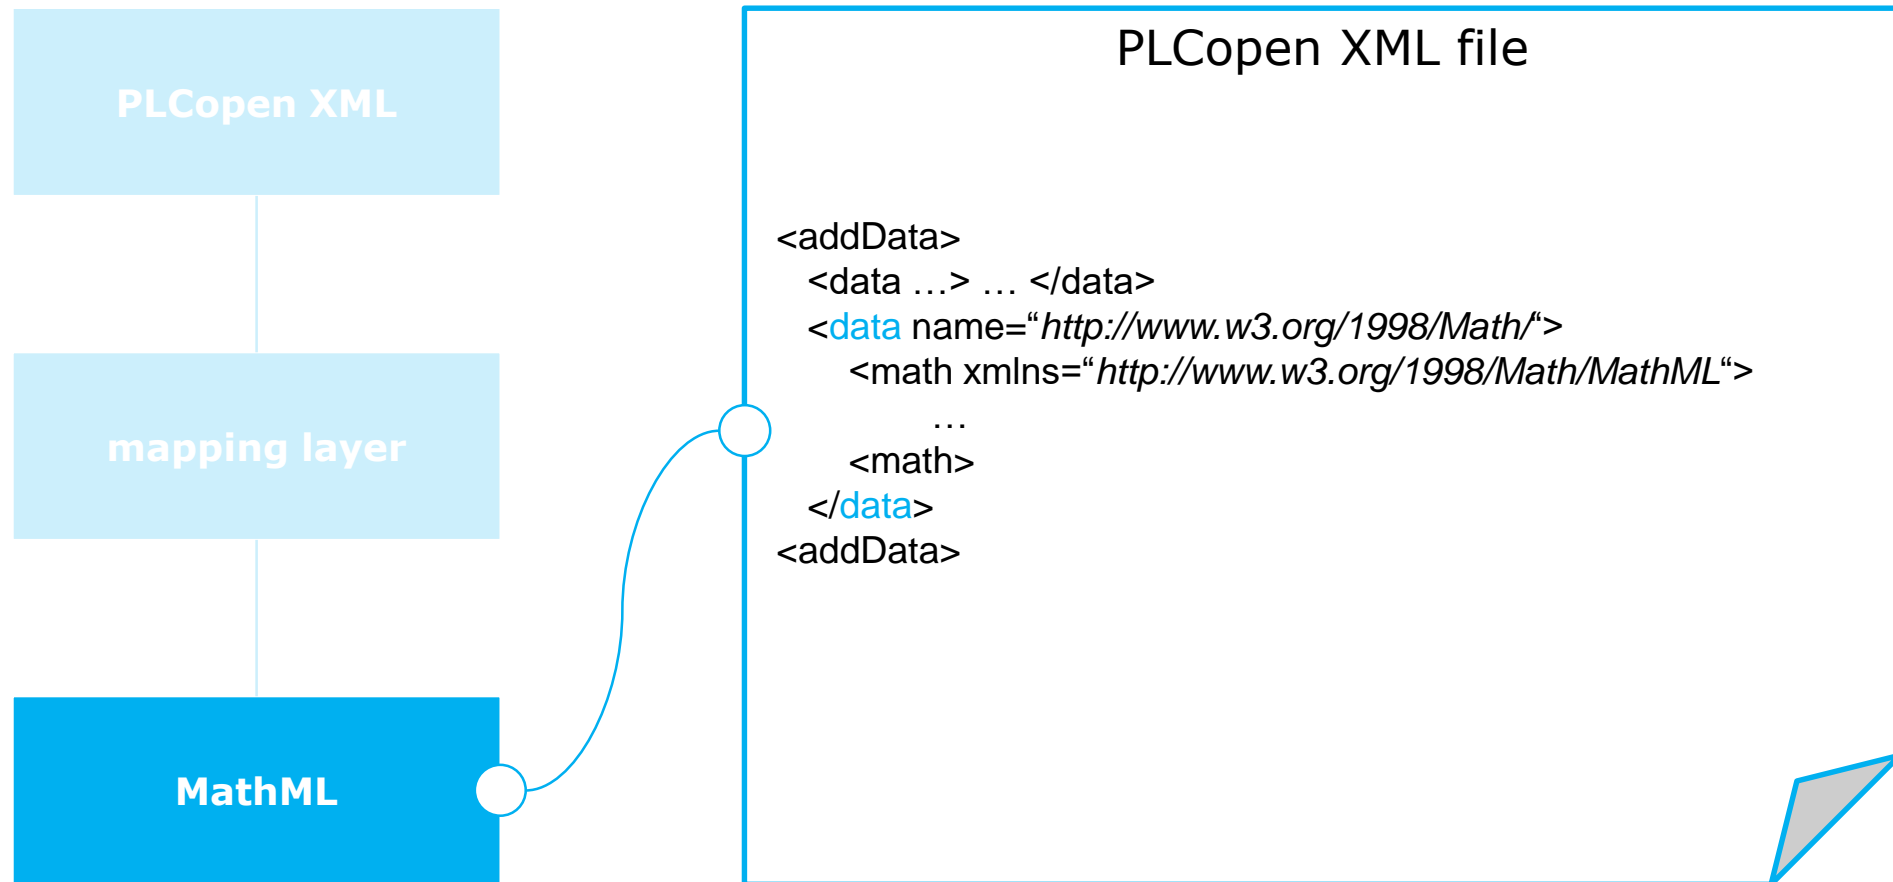 PLCopen XML
mapping layer
MathML
PLCopen XML file
<addData>
<data …> … </data>
<data name=“http://www.w3.org/1998/Math/“>
<math xmlns=“http://www.w3.org/1998/Math/MathML“>
…
<math>
</data>
<addData>